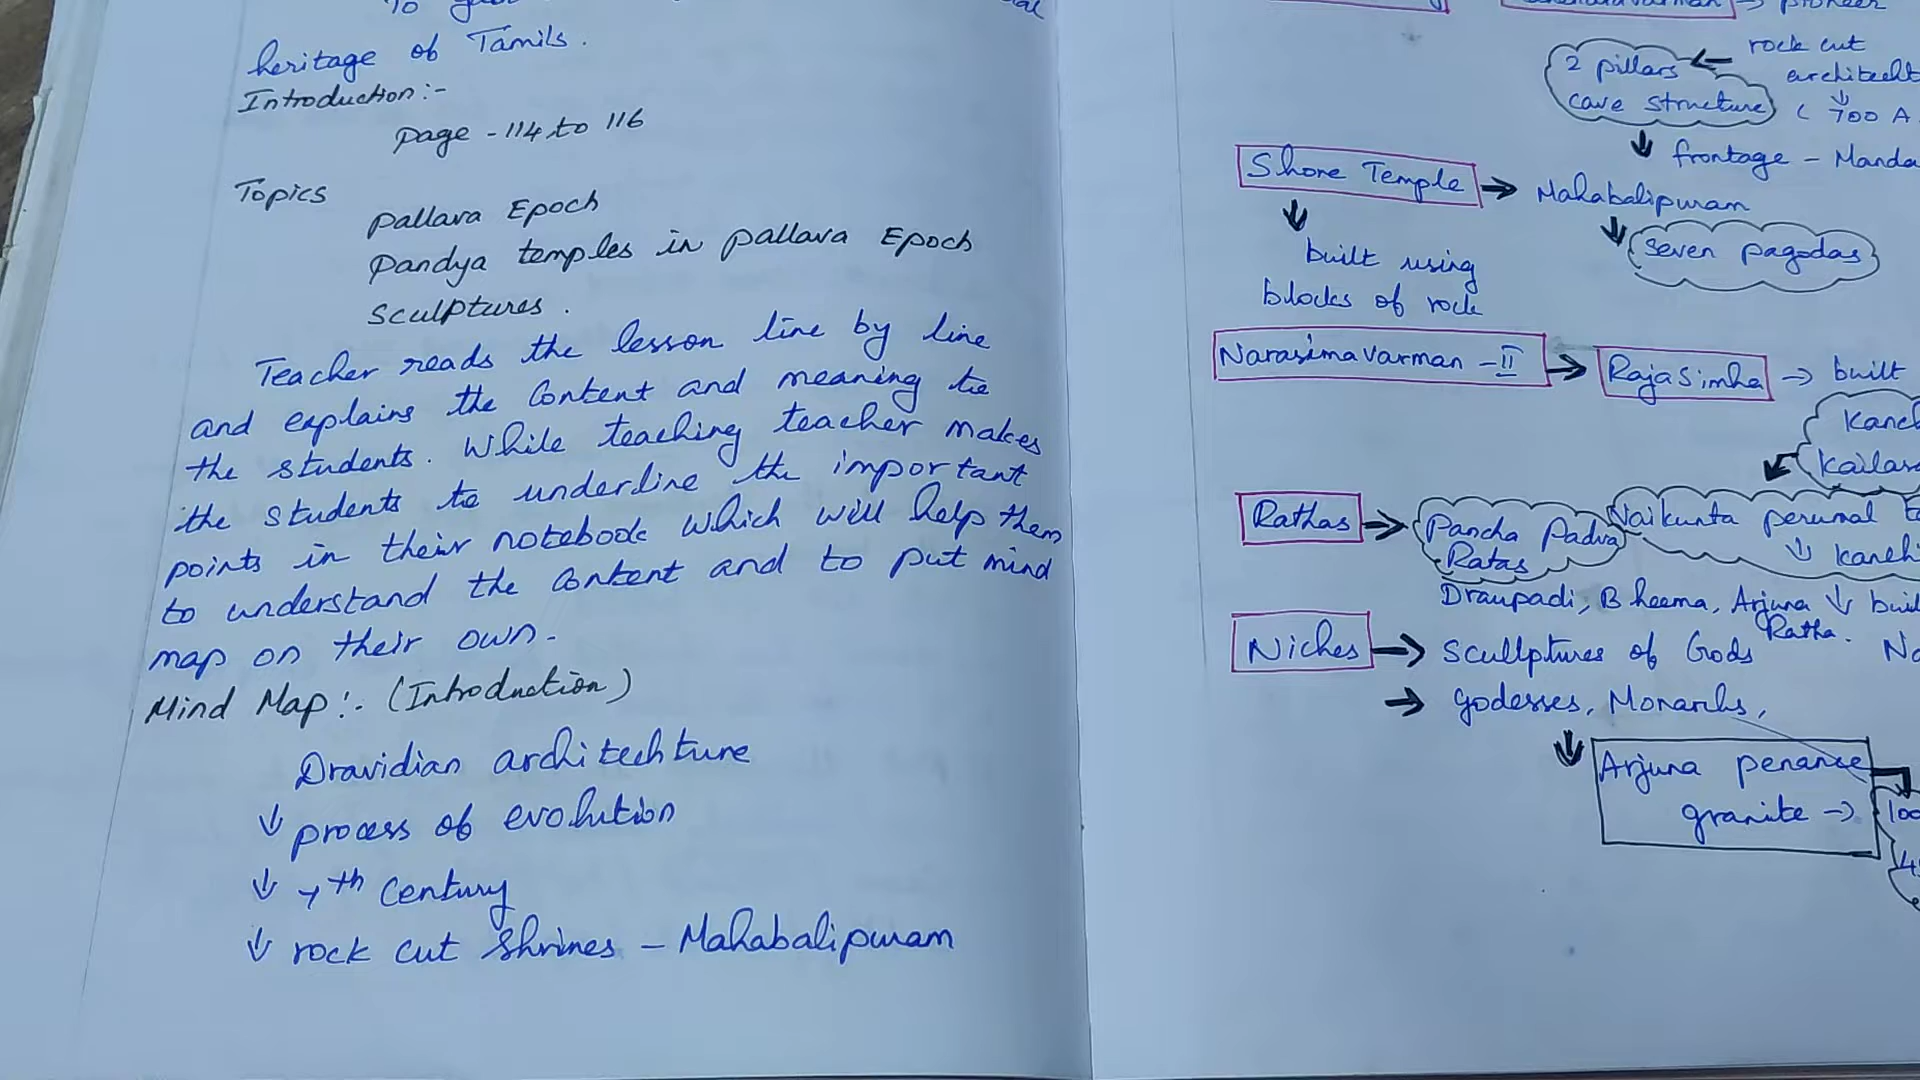 heritage of Tamils.
Introduction:-
page - 114 to 116
Topics
pallava Epoch
Pandya temples in pallava Epoch
Sculptures.
Teacher reads the lesson line by line
and explains the Content and meaning to
the students. While teaching teacher makes
the students to underline the important
points in their notebook which will help them
to understand the Content and to put mind
map on their own.
Mind Map:- (Introduction)
Dravidian architechture
↓ process of evolution
↓ 7th Century
↓ rock cut Shrines - Mahabalipuram
→ pioneer
2 pillars ← rock cut
cave structure
↓ frontage -
Shore Temple → Mahabalipuram
↓ built using
blocks of rock
↓ Seven pagodas
Narasimavarman - II → Rajasimha → built
Rathas → Pancha Padva
Ratas
Vaikunta perumal
Draupadi, Bheema, Arjuna
Ratha.
Niches → Scullptures of Gods
→ godesses, Monarchs,
↓ Arjuna penance
granite →